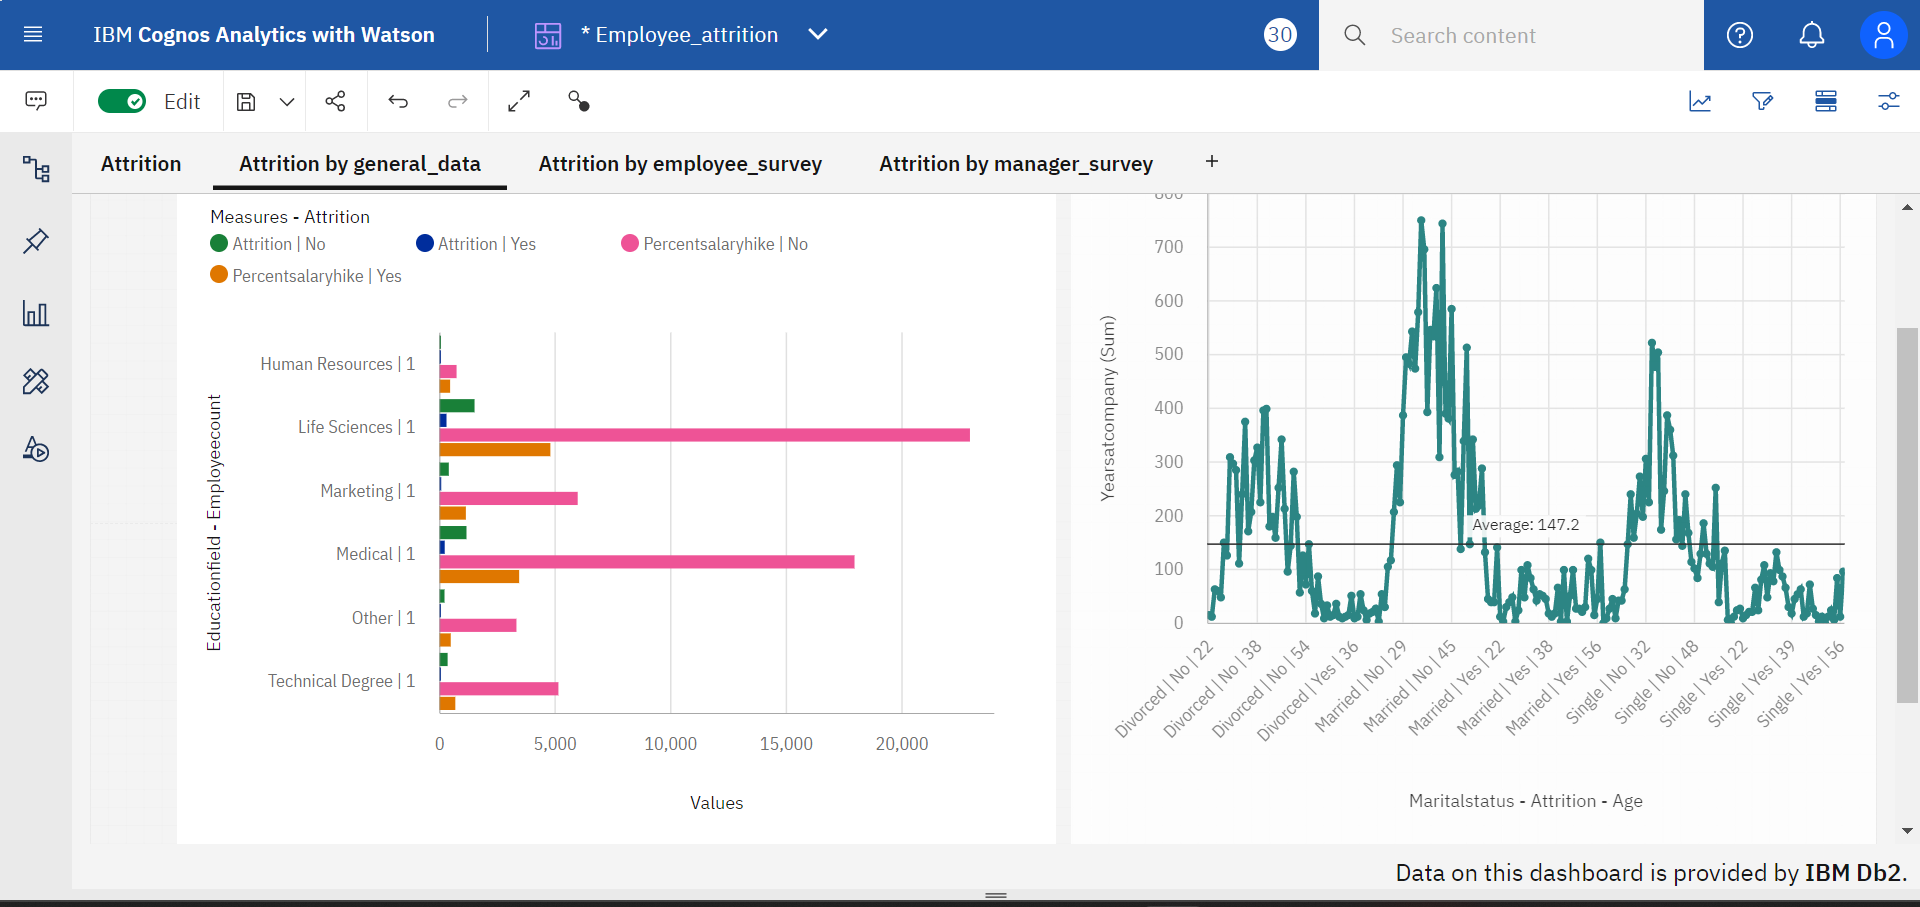 IBM Cognos Analytics with Watson
* Employee_attrition
30
Search content
Edit
Attrition
Attrition by general_data
Attrition by employee_survey
Attrition by manager_survey
+
Measures - Attrition
Attrition | No
Attrition | Yes
Percentsalaryhike | No
Percentsalaryhike | Yes
Educationfield - Employeecount
Human Resources | 1
Life Sciences | 1
Marketing | 1
Medical | 1
Other | 1
Technical Degree | 1
0
5,000
10,000
15,000
20,000
Values
Yearsatcompany (Sum)
800
700
600
500
400
300
200
100
0
Average: 147.2
Divorced | No | 22
Divorced | No | 38
Divorced | No | 54
Divorced | Yes | 36
Married | No | 29
Married | No | 45
Married | Yes | 22
Married | Yes | 38
Married | Yes | 56
Single | No | 32
Single | No | 48
Single | Yes | 22
Single | Yes | 39
Single | Yes | 56
Maritalstatus - Attrition - Age
Data on this dashboard is provided by IBM Db2.